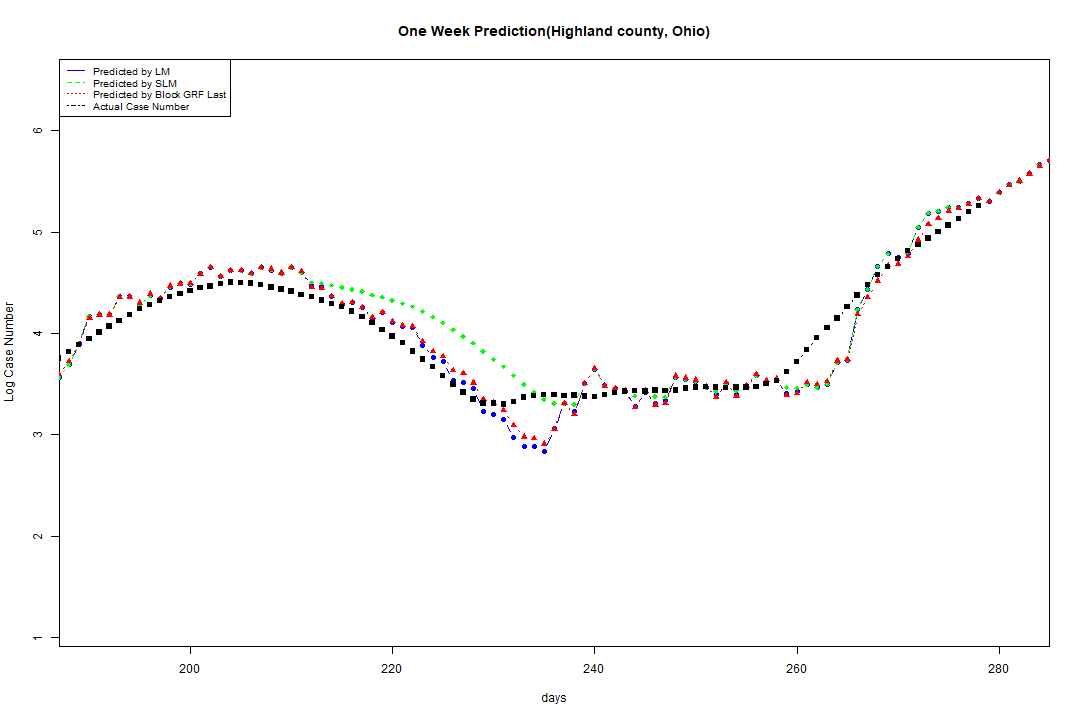 One Week Prediction(Highland county, Ohio)
Predicted by LM
Predicted by SLM
Predicted by Block GRF Last
Actual Case Number
6
5
4
3
2
1
Log Case Number
200 220 240 260 280
days